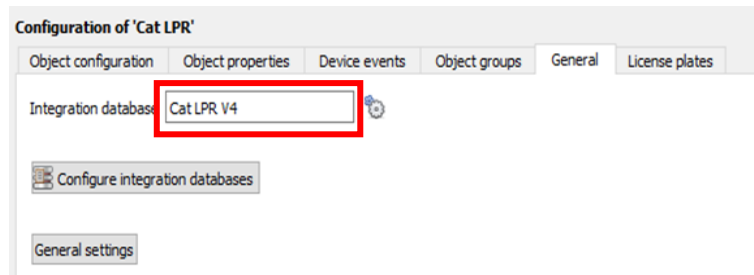 Configuration of 'Cat LPR'
Object configuration Object properties Device events Object groups General License plates
Integration database Cat LPR V4
Configure integration databases
General settings